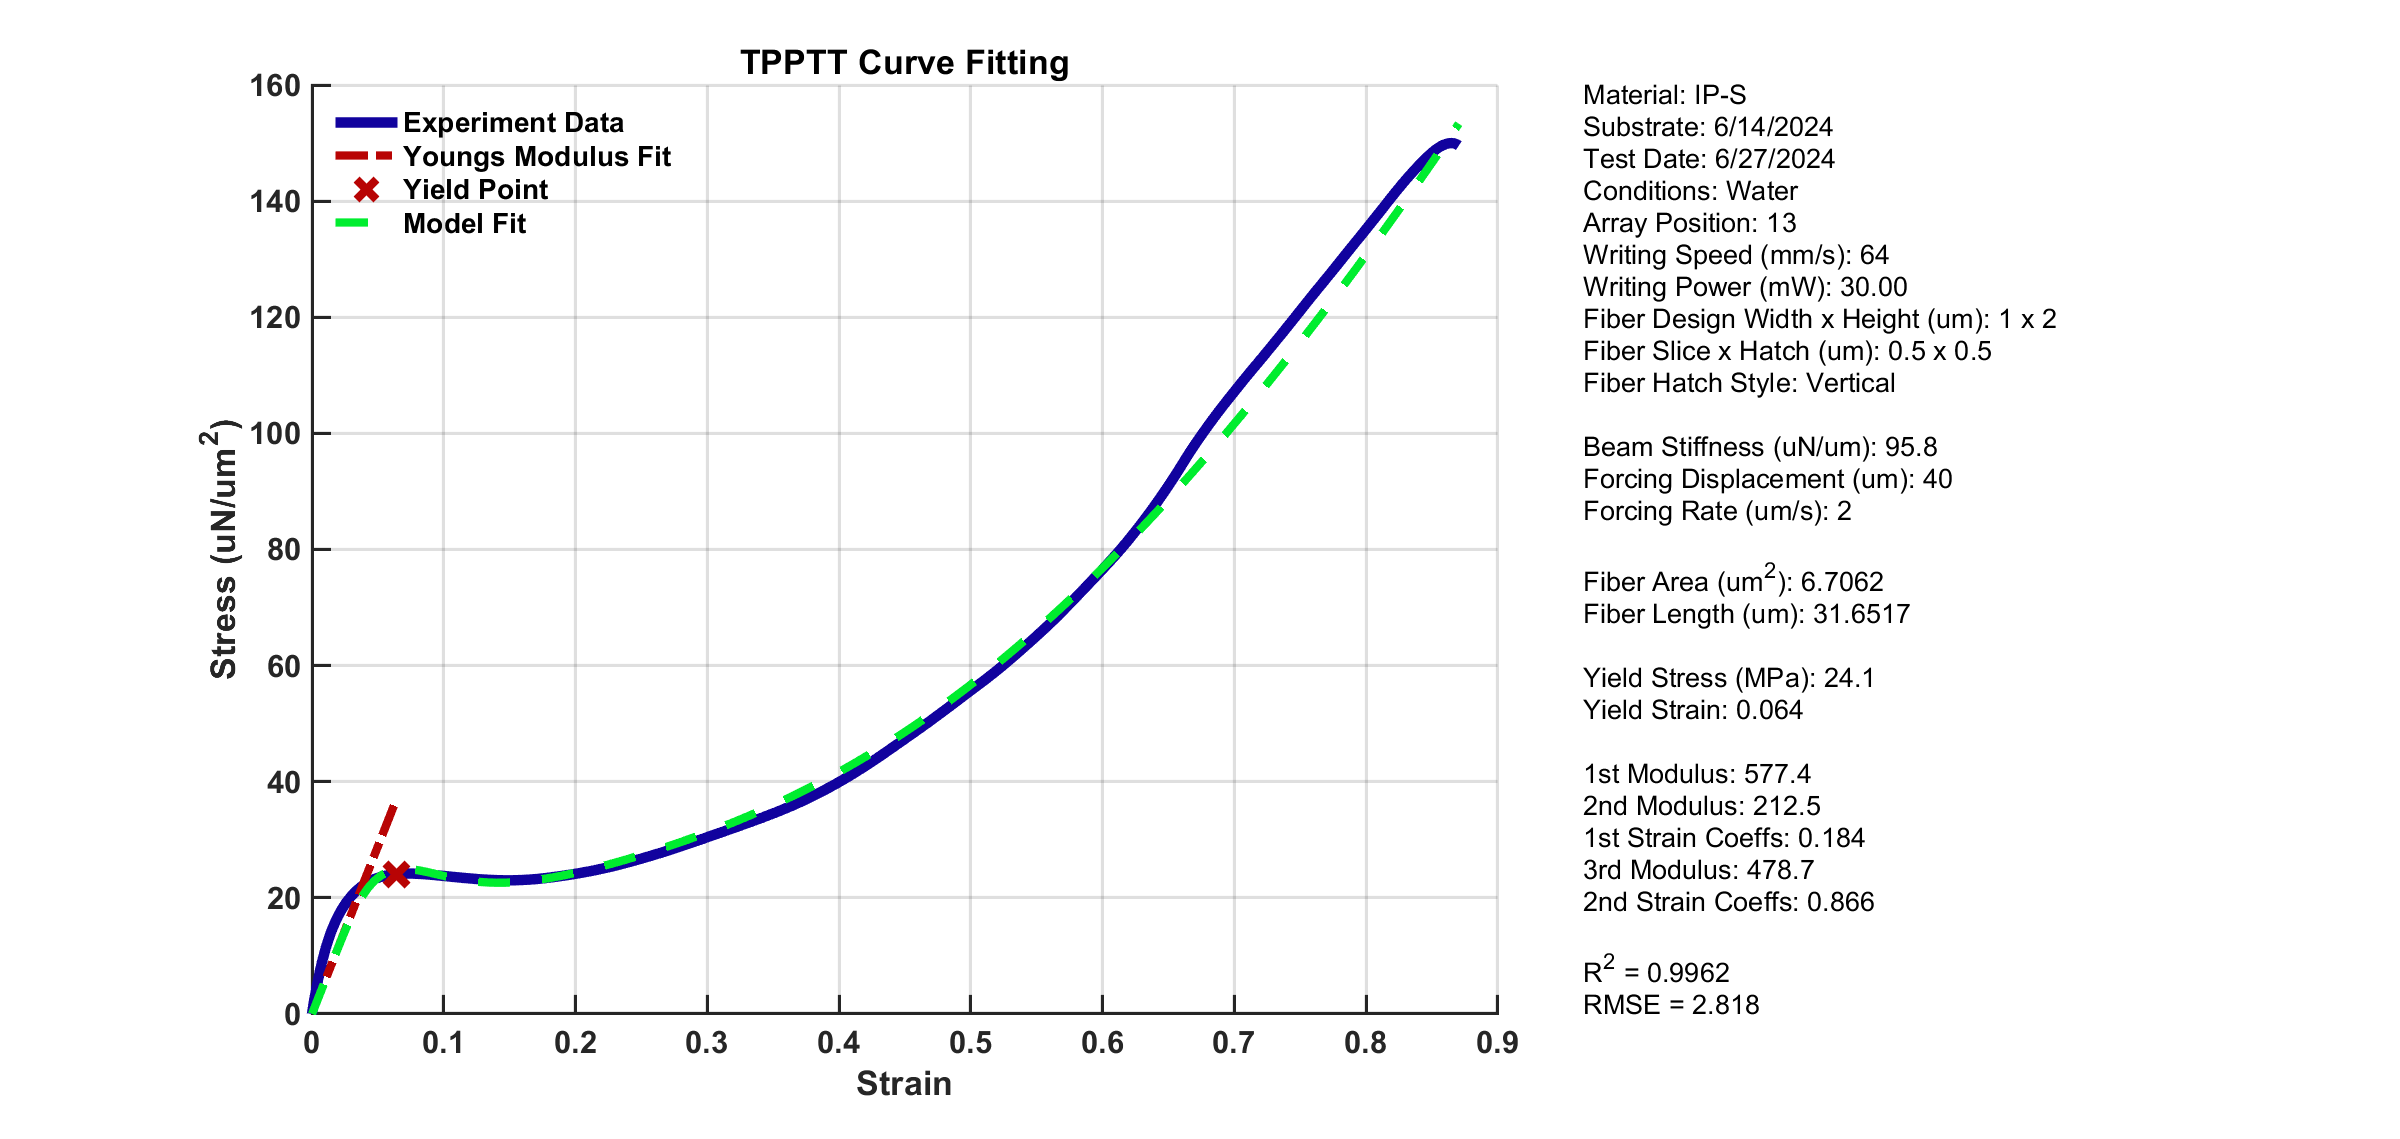 TPPTT Curve Fitting
160
140
120
100
80
60
40
20
0
Stress (uN/um²)
Experiment Data
Youngs Modulus Fit
Yield Point
Model Fit
0 0.1 0.2 0.3 0.4 0.5 0.6 0.7 0.8 0.9
Strain
Material: IP-S
Substrate: 6/14/2024
Test Date: 6/27/2024
Conditions: Water
Array Position: 13
Writing Speed (mm/s): 64
Writing Power (mW): 30.00
Fiber Design Width x Height (um): 1 x 2
Fiber Slice x Hatch (um): 0.5 x 0.5
Fiber Hatch Style: Vertical
Beam Stiffness (uN/um): 95.8
Forcing Displacement (um): 40
Forcing Rate (um/s): 2
Fiber Area (um²): 6.7062
Fiber Length (um): 31.6517
Yield Stress (MPa): 24.1
Yield Strain: 0.064
1st Modulus: 577.4
2nd Modulus: 212.5
1st Strain Coeffs: 0.184
3rd Modulus: 478.7
2nd Strain Coeffs: 0.866
R² = 0.9962
RMSE = 2.818